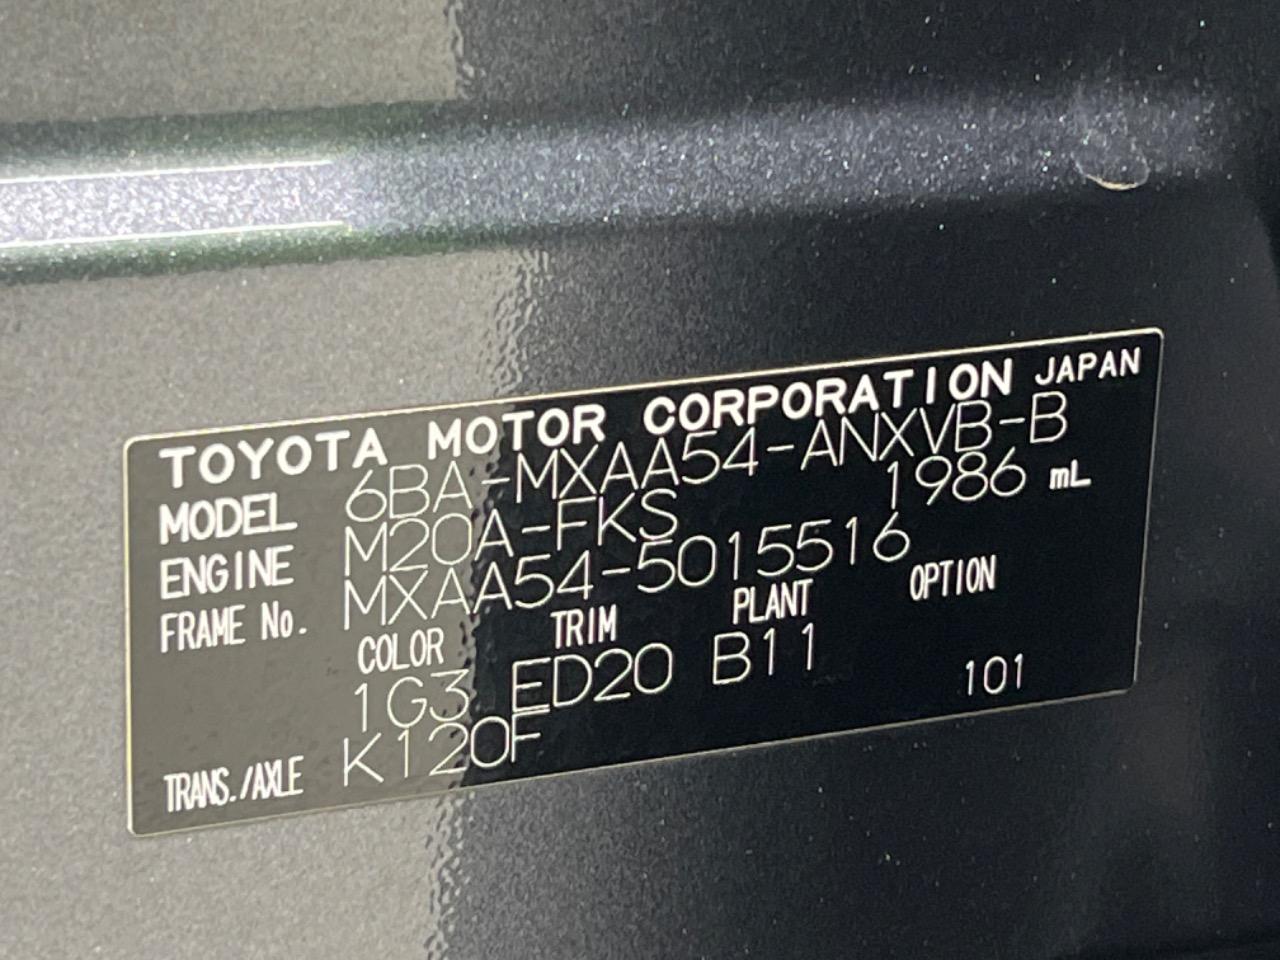 TOYOTA MOTOR CORPORATION JAPAN
MODEL 6BA-MXAA54-ANXVB-B
ENGINE M20A-FKS 1986 mL
FRAME No. MXAA54-5015516
COLOR TRIM PLANT OPTION
1G3 ED20 B11 101
TRANS./AXLE K120F